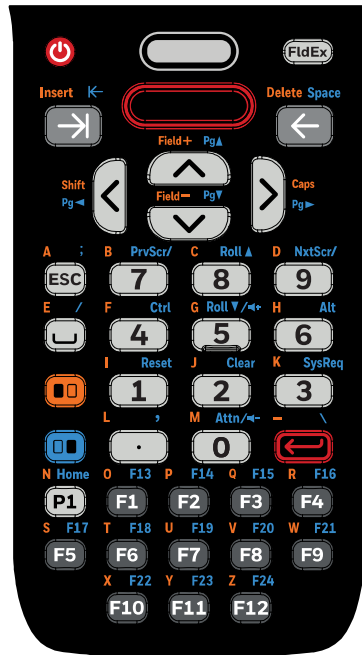 FldEx
Insert Delete Space
Field+ Pg▲
Shift Field− Pg▼ Caps
Pg◄ Pg►
A ; B PrvScr/ C Roll▲ D NxtScr/
ESC 7 8 9
E / F Ctrl G Roll▼/ + H Alt
4 5 6
I Reset J Clear K SysReq
1 2 3
L , M Attn/ − − \
. 0
N Home O F13 P F14 Q F15 R F16
P1 F1 F2 F3 F4
S F17 T F18 U F19 V F20 W F21
F5 F6 F7 F8 F9
X F22 Y F23 Z F24
F10 F11 F12